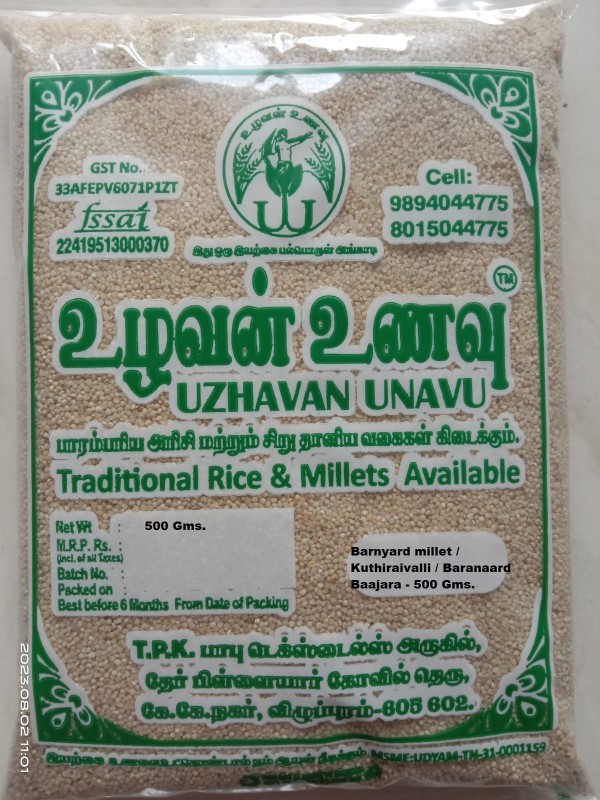 உழவன் உணவு
GST No.
33AFEPV6071P1ZT
fssai
22419513000370
Cell:
9894044775
8015044775
இது ஒரு இயற்கை பல்பொருள் அங்காடி
TM
உழவன் உணவு
UZHAVAN UNAVU
பாரம்பரிய அரிசி மற்றும் சிறு தானிய வகைகள் கிடைக்கும்.
Traditional Rice & Millets Available
Net Wt : 500 Gms.
M.R.P. Rs. :
(Incl. of all Taxes)
Batch No. :
Packed on :
Best before 6 Months From Date of Packing
Barnyard millet /
Kuthiraivalli / Baranaard
Baajara - 500 Gms.
T.P.K. பாபு டெக்ஸ்டைல்ஸ் அருகில்,
தேர் பிள்ளையார் கோவில் தெரு,
கே.கே.நகர், விழுப்புரம்-605 602.
இயற்கை MSME:UDYAM-TN-31-0001159
2023.08.02 11:01